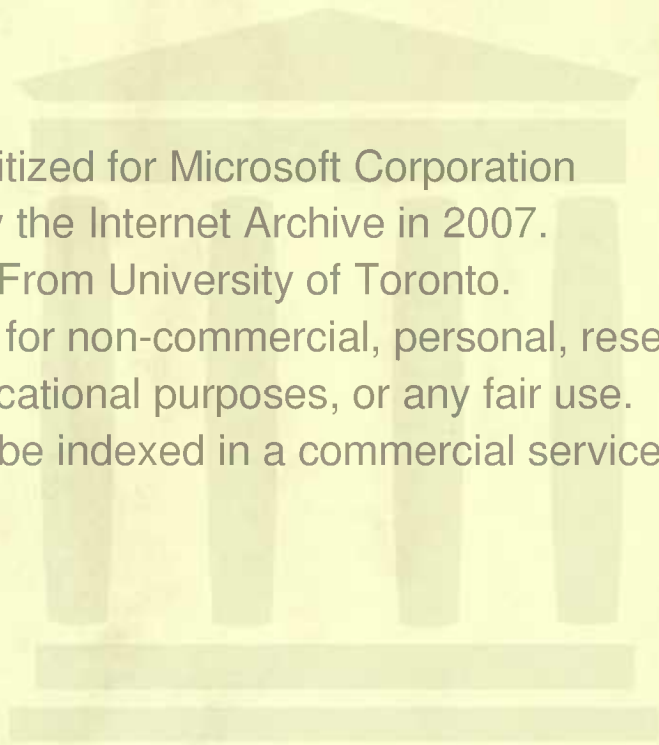 itized for Microsoft Corporation
the Internet Archive in 2007.
From University of Toronto.
for non-commercial, personal, rese
cational purposes, or any fair use.
be indexed in a commercial service